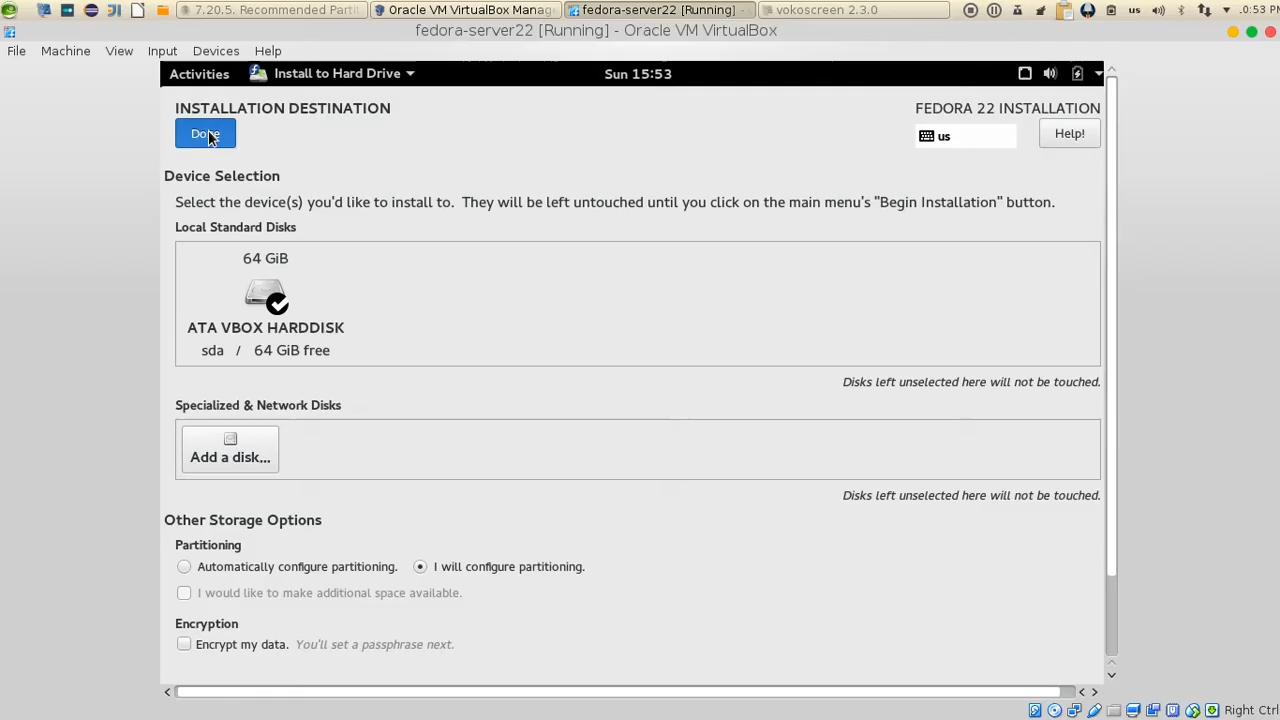 7.20.5. Recommended Partit
Oracle VM VirtualBox Manag
fedora-server22 [Running] -
vokoscreen 2.3.0
:0:53 PM
fedora-server22 [Running] - Oracle VM VirtualBox
File Machine View Input Devices Help
Activities Install to Hard Drive Sun 15:53
INSTALLATION DESTINATION
FEDORA 22 INSTALLATION
Done
us
Help!
Device Selection
Select the device(s) you'd like to install to. They will be left untouched until you click on the main menu's "Begin Installation" button.
Local Standard Disks
64 GiB
ATA VBOX HARDDISK
sda / 64 GiB free
Disks left unselected here will not be touched.
Specialized & Network Disks
Add a disk...
Disks left unselected here will not be touched.
Other Storage Options
Partitioning
Automatically configure partitioning. I will configure partitioning.
I would like to make additional space available.
Encryption
Encrypt my data. You'll set a passphrase next.
Right Ctrl